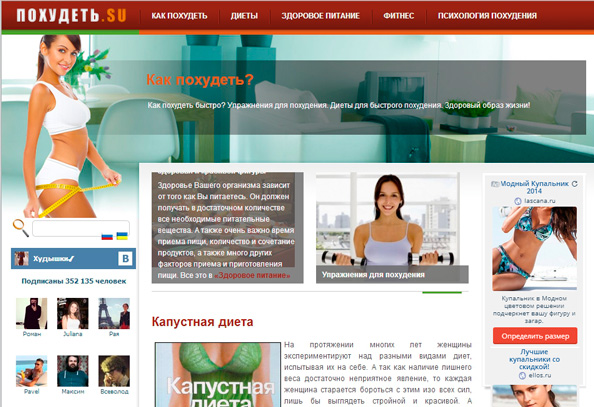 ПОХУДЕТЬ.SU
КАК ПОХУДЕТЬ
ДИЕТЫ
ЗДОРОВОЕ ПИТАНИЕ
ФИТНЕС
ПСИХОЛОГИЯ ПОХУДЕНИЯ
Как похудеть?
Как похудеть быстро? Упражнения для похудения. Диеты для быстрого похудения. Здоровый образ жизни!
Худышки✓
B
Подписаны 352 135 человек
Роман
Juliana
Рая
Pavel
Максим
Всеволод
Здоровье Вашего организма зависит
от того как Вы питаетесь. Он должен
получать в достаточном количестве
все необходимые питательные
вещества. А также очень важно время
приема пищи, количество и сочетание
продуктов, а также много других
факторов приема и приготовления
пищи. Все это в «Здоровое питание»
Упражнения для похудения
Капустная диета
Капустная
диета
На протяжении многих лет женщины
экспериментируют над разными видами диет,
испытывая их на себе. А так как наличие лишнего
веса достаточно неприятное явление, то каждая
женщина старается бороться с этим изо всех сил,
лишь бы выглядеть стройной и красивой. А
Модный Купальник
2014
lascana.ru
Купальник в Модном
цветовом решении
подчеркнет вашу фигуру и
загар.
Определить размер
Лучшие
купальники со
скидкой!
ellos.ru